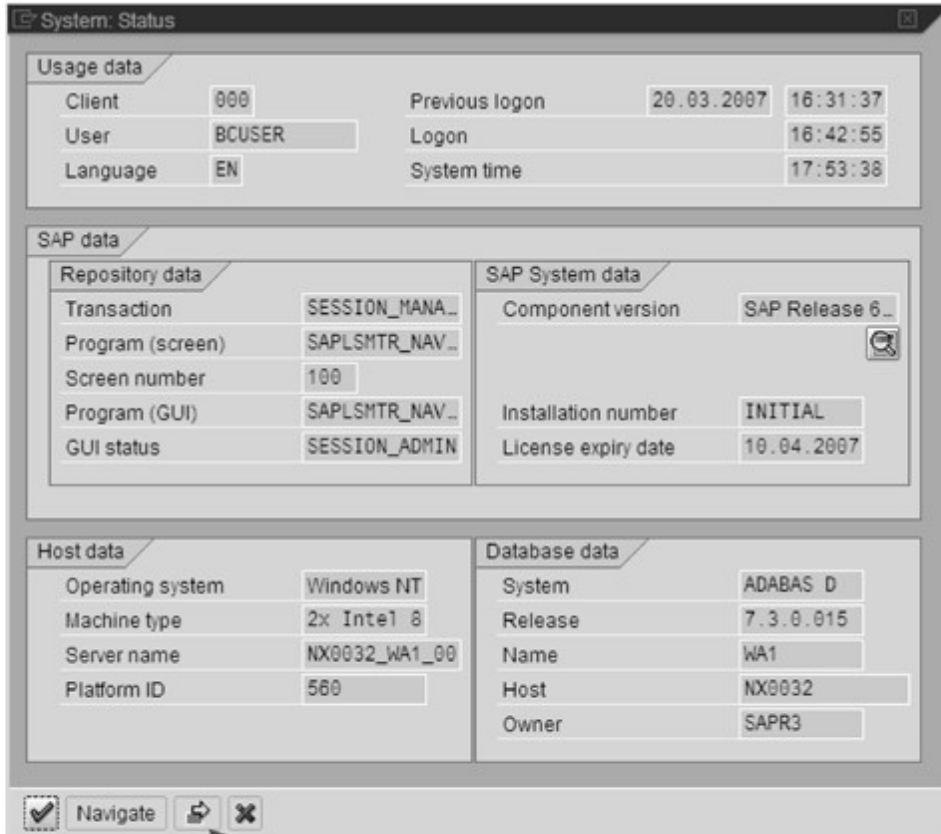 System: Status
Usage data
Client 000 Previous logon 20.03.2007 16:31:37
User BCUSER Logon 16:42:55
Language EN System time 17:53:38
SAP data
Repository data SAP System data
Transaction SESSION_MANA… Component version SAP Release 6…
Program (screen) SAPLSMTR_NAV…
Screen number 100
Program (GUI) SAPLSMTR_NAV… Installation number INITIAL
GUI status SESSION_ADMIN License expiry date 10.04.2007
Host data Database data
Operating system Windows NT System ADABAS D
Machine type 2x Intel 8 Release 7.3.0.015
Server name NX0032_WA1_00 Name WA1
Platform ID 560 Host NX0032
Owner SAPR3
Navigate